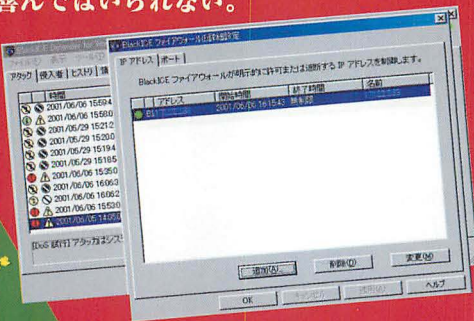 喜んではいられない。
BlackICE Defender for
BlackICE ファイアウォール詳細設定
表示
アタック 侵入者 ヒストリ
時間
2001/06/06 15:59:4
2001/06/06 15:58:0
2001/05/29 15:21:2
2001/05/29 15:20:0
2001/05/29 15:19:4
2001/05/29 15:18:5
2001/06/06 15:35:0
2001/06/06 16:06:3
2001/06/06 16:06:2
2001/06/06 15:53:0
2001/06/05 14:05:0
[DoS 試行] アタッカはシス
IP アドレス ポート
BlackICE ファイアウォールが明示的に許可または遮断する IP アドレスを制御します。
アドレス 開始時間 終了時間 名前
2001/06/06 16:15:43 無制限
追加(A)... 削除(D) 変更(M)
OK キャンセル 適用(A) ヘルプ